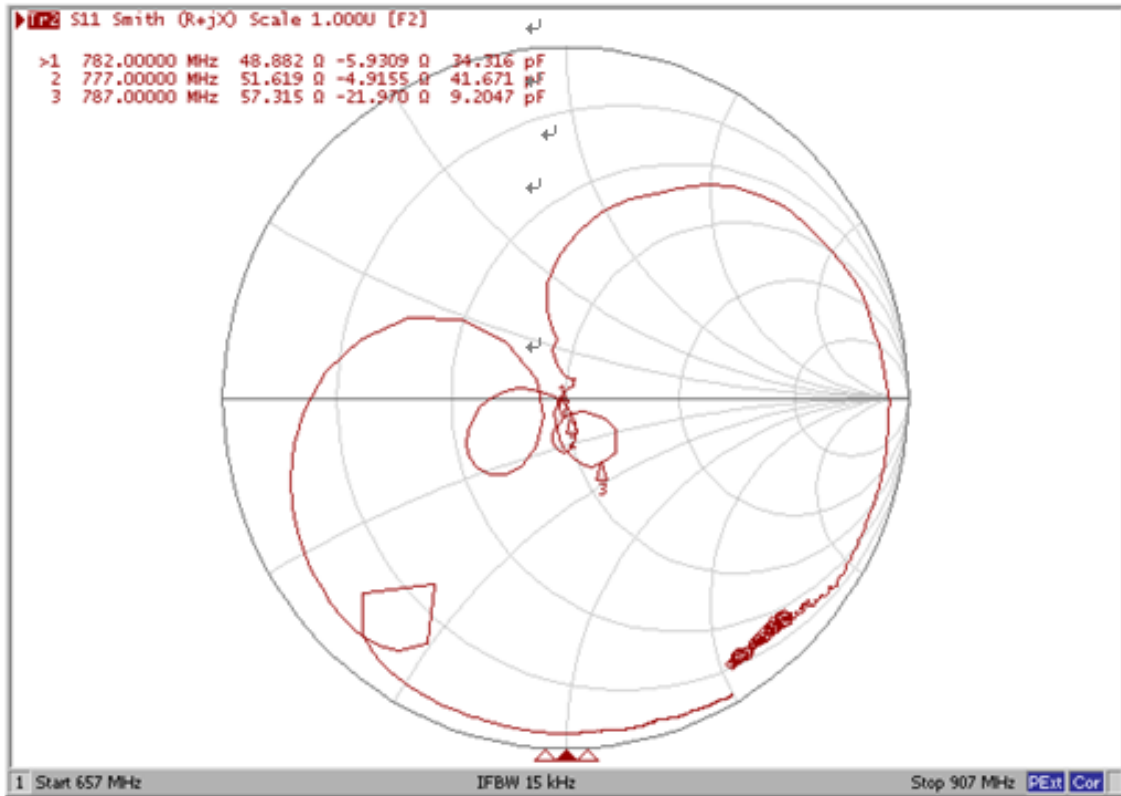 Tr2 S11 Smith (R+jX) Scale 1.000U [F2]
>1 782.00000 MHz 48.882 Ω -5.9309 Ω 34.316 pF
2 777.00000 MHz 51.619 Ω -4.9155 Ω 41.671 pF
3 787.00000 MHz 57.315 Ω -21.970 Ω 9.2047 pF
3
1 Start 657 MHz IFBW 15 kHz Stop 907 MHz PExt Cor